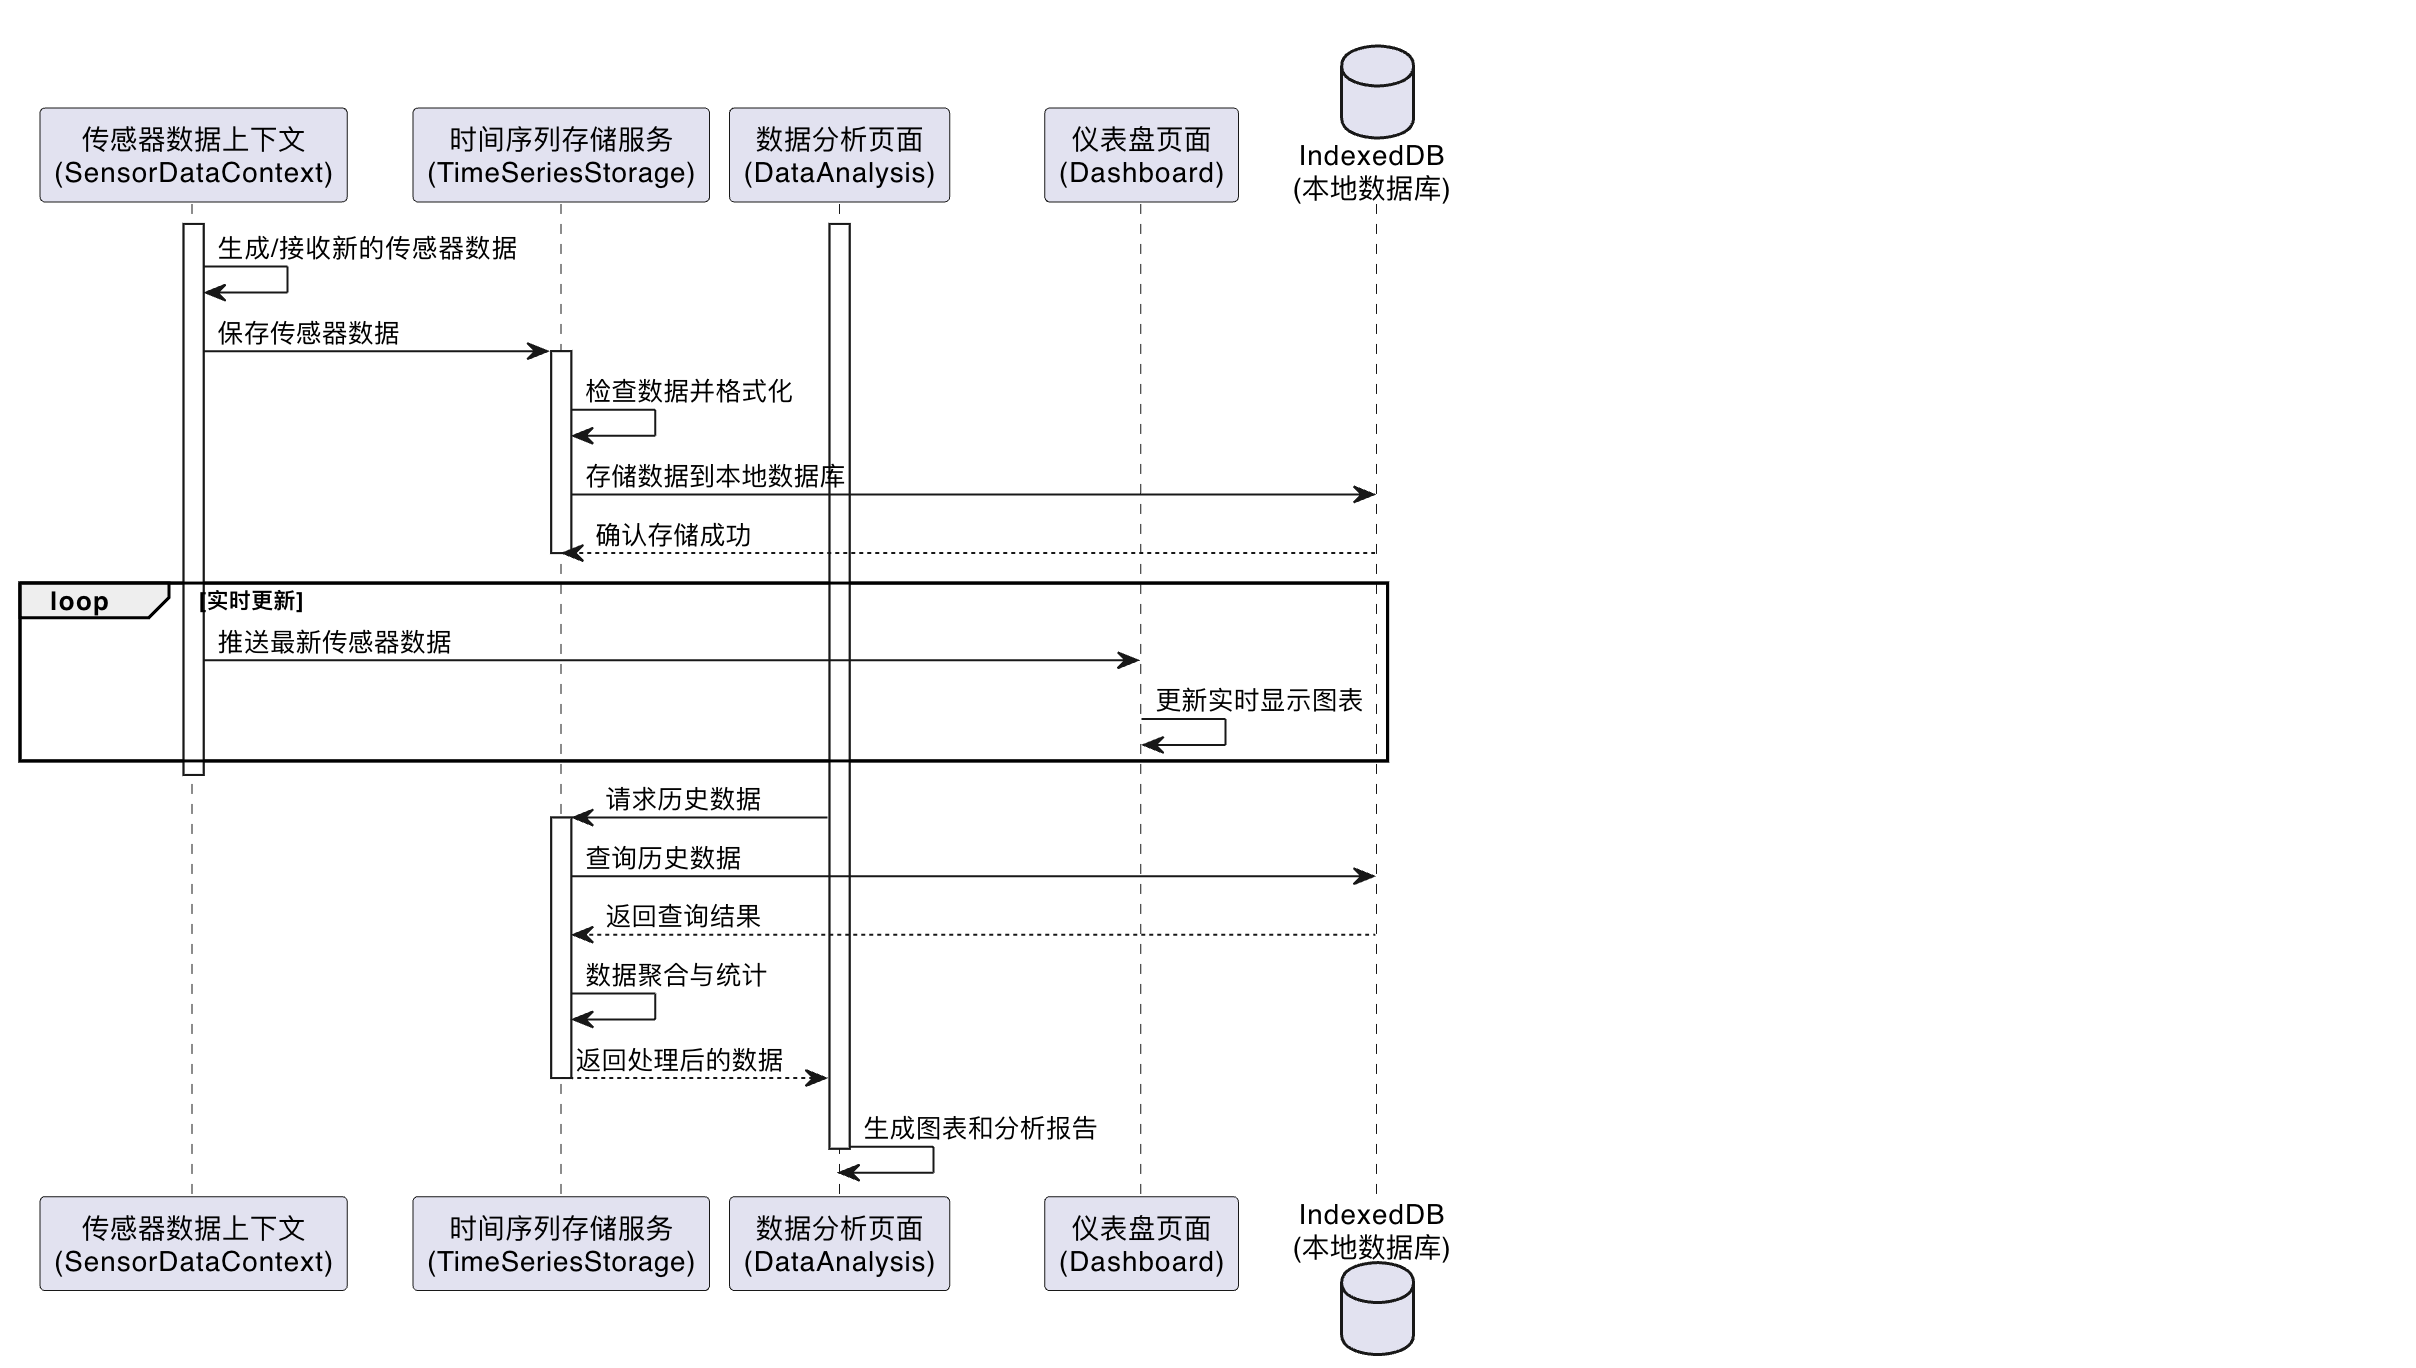 传感器数据上下文
(SensorDataContext)
时间序列存储服务
(TimeSeriesStorage)
数据分析页面
(DataAnalysis)
仪表盘页面
(Dashboard)
IndexedDB
(本地数据库)
生成/接收新的传感器数据
保存传感器数据
检查数据并格式化
存储数据到本地数据库
确认存储成功
loop
[实时更新]
推送最新传感器数据
更新实时显示图表
请求历史数据
查询历史数据
返回查询结果
数据聚合与统计
返回处理后的数据
生成图表和分析报告
传感器数据上下文
(SensorDataContext)
时间序列存储服务
(TimeSeriesStorage)
数据分析页面
(DataAnalysis)
仪表盘页面
(Dashboard)
IndexedDB
(本地数据库)